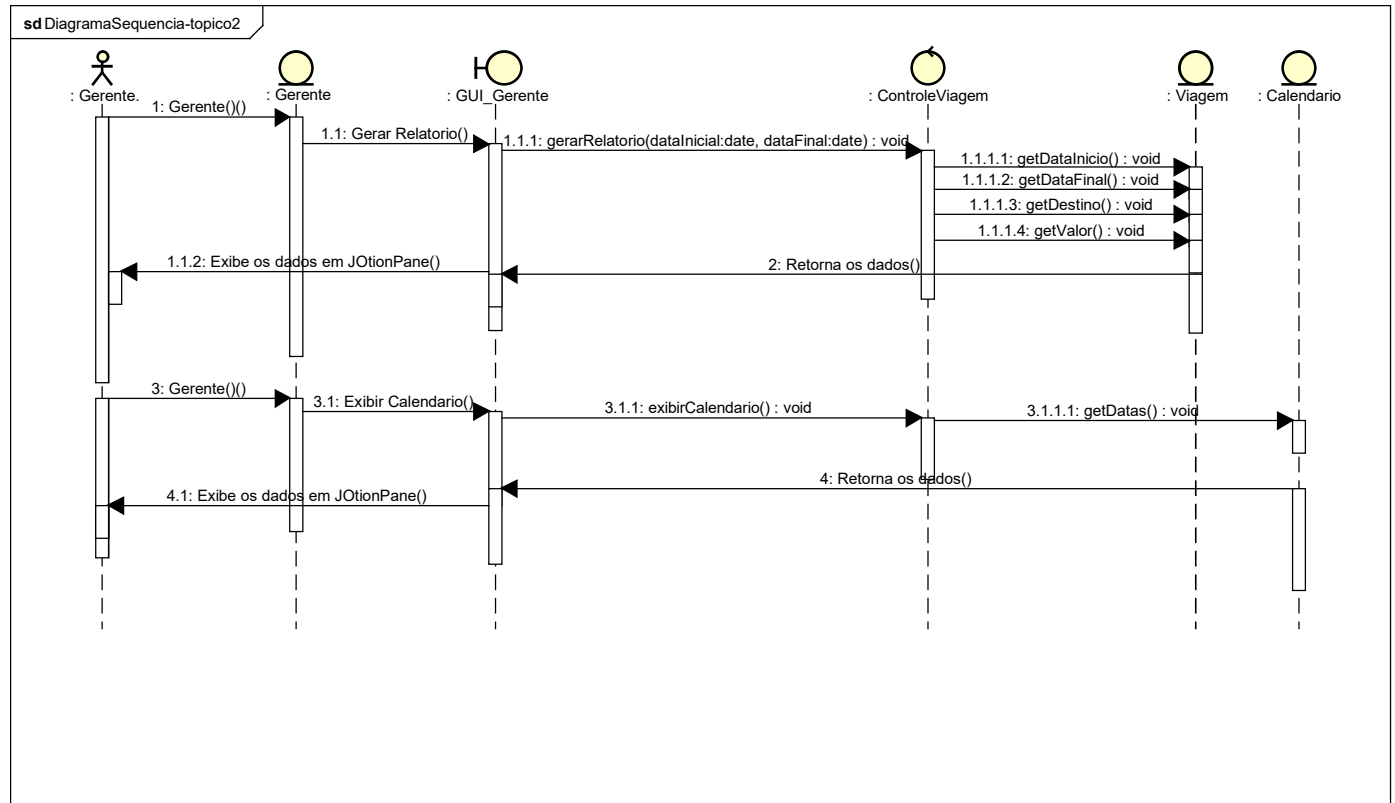 sd DiagramaSequencia-topico2
: Gerente.
: Gerente
: GUI_Gerente
: ControleViagem
: Viagem
: Calendario
1: Gerente()()
1.1: Gerar Relatorio()
1.1.1: gerarRelatorio(dataInicial:date, dataFinal:date) : void
1.1.1.1: getDataInicio() : void
1.1.1.2: getDataFinal() : void
1.1.1.3: getDestino() : void
1.1.1.4: getValor() : void
1.1.2: Exibe os dados em JOtionPane()
2: Retorna os dados()
3: Gerente()()
3.1: Exibir Calendario()
3.1.1: exibirCalendario() : void
3.1.1.1: getDatas() : void
4: Retorna os dados()
4.1: Exibe os dados em JOtionPane()